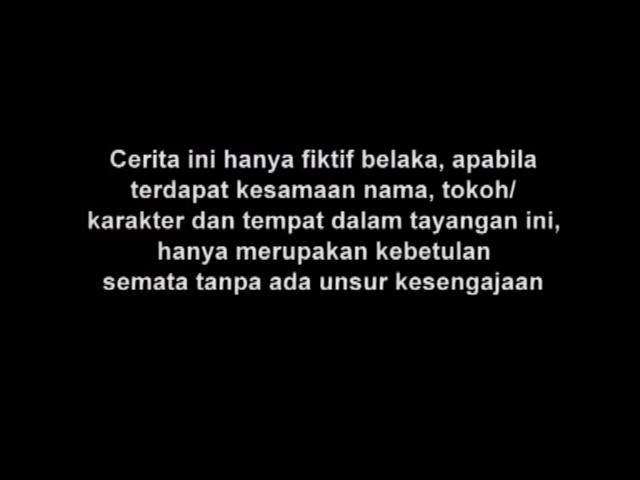 Cerita ini hanya fiktif belaka, apabila
terdapat kesamaan nama, tokoh/
karakter dan tempat dalam tayangan ini,
hanya merupakan kebetulan
semata tanpa ada unsur kesengajaan